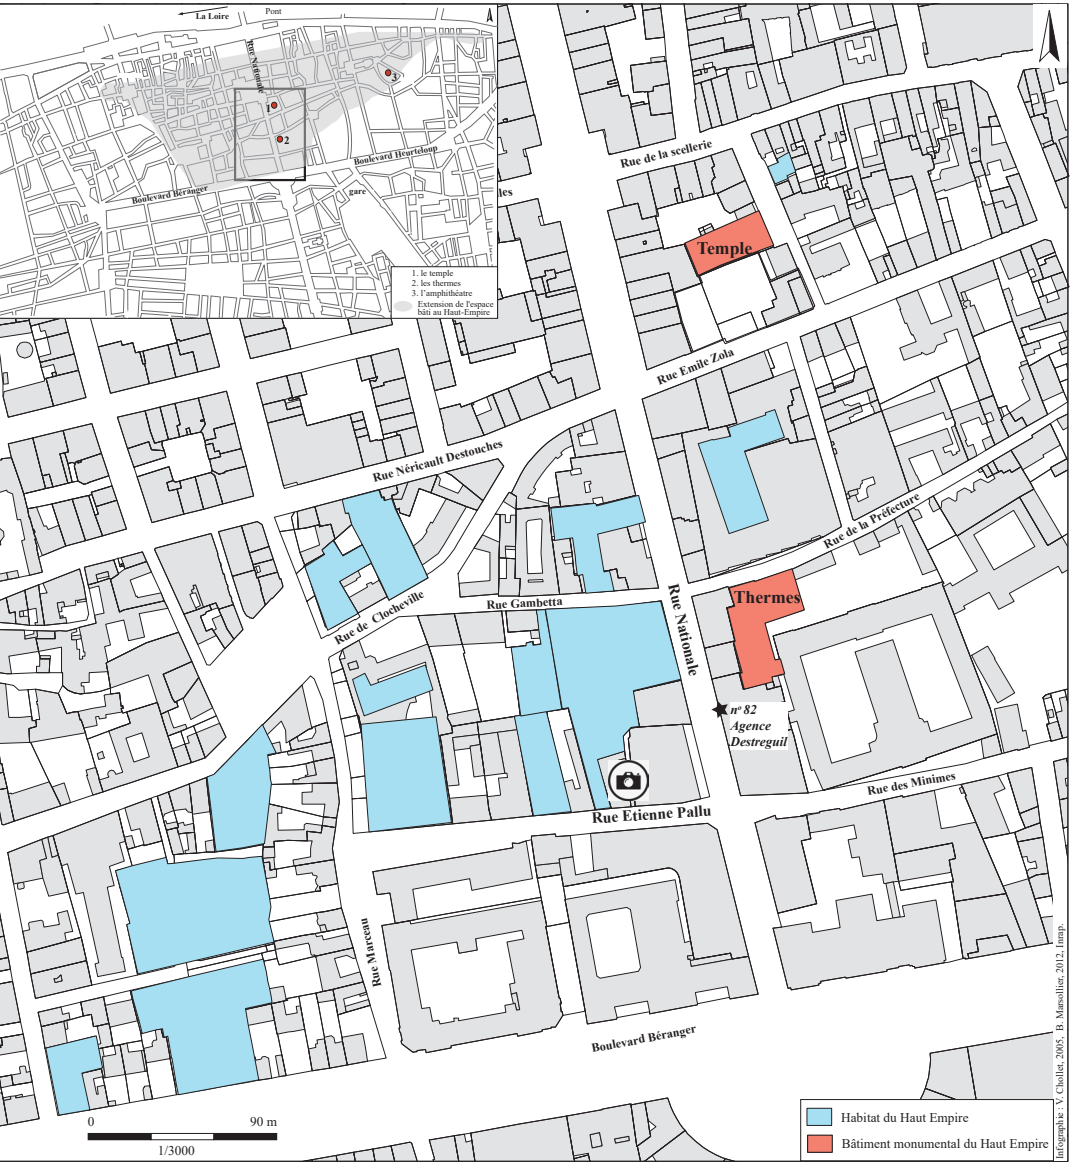 La Loire
Pont
Rue Nationale
3
1
2
Boulevard Heurteloup
Boulevard Béranger
gare
1. le temple
2. les thermes
3. l'amphithéatre
Extension de l'espace
bâti au Haut-Empire
les
Rue de la scellerie
Temple
Rue Emile Zola
Rue Néricault Destouches
Rue de la Préfecture
Rue Gambetta
Rue de Clocheville
Rue Nationale
Thermes
nº 82
Agence
Destreguil
Rue des Minimes
Rue Etienne Pallu
Rue Marceau
Boulevard Béranger
0 90 m
1/3000
Habitat du Haut Empire
Bâtiment monumental du Haut Empire
Infographie : V. Chollet, 2005, B. Marsollier, 2012, Inrap.